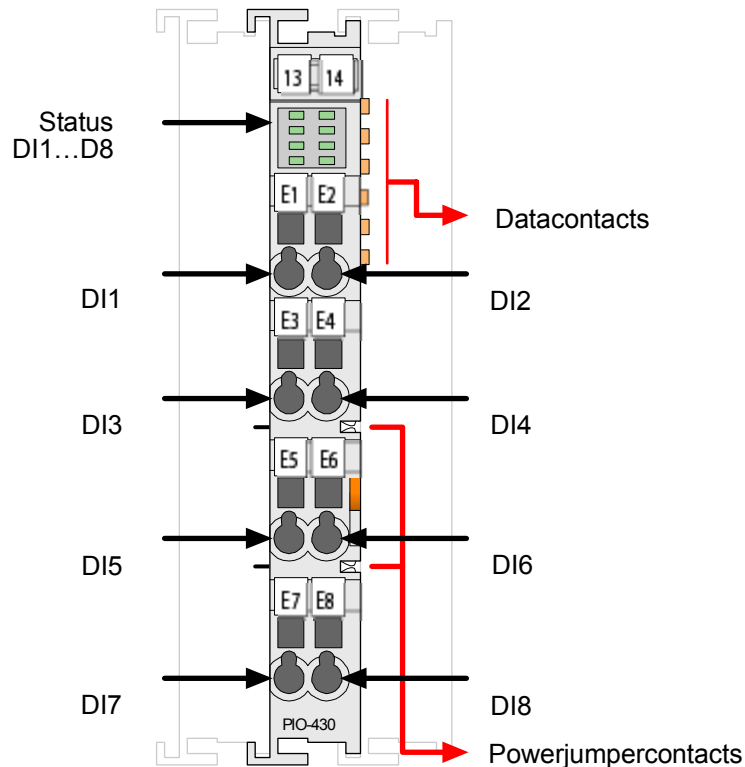 13 14
Status
DI1...D8
E1 E2
Datacontacts
DI1
DI2
E3 E4
DI3
DI4
E5 E6
DI5
DI6
E7 E8
DI7
DI8
PIO-430
Powerjumpercontacts